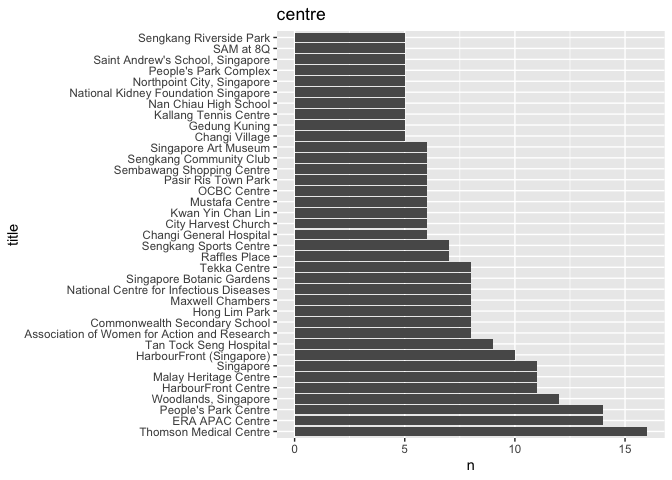 centre
Sengkang Riverside Park
SAM at 8Q
Saint Andrew's School, Singapore
People's Park Complex
Northpoint City, Singapore
National Kidney Foundation Singapore
Nan Chiau High School
Kallang Tennis Centre
Gedung Kuning
Changi Village
Singapore Art Museum
Sengkang Community Club
Sembawang Shopping Centre
Pasir Ris Town Park
OCBC Centre
Mustafa Centre
Kwan Yin Chan Lin
City Harvest Church
Changi General Hospital
Sengkang Sports Centre
Raffles Place
Tekka Centre
Singapore Botanic Gardens
National Centre for Infectious Diseases
Maxwell Chambers
Hong Lim Park
Commonwealth Secondary School
Association of Women for Action and Research
Tan Tock Seng Hospital
HarbourFront (Singapore)
Singapore
Malay Heritage Centre
HarbourFront Centre
Woodlands, Singapore
People's Park Centre
ERA APAC Centre
Thomson Medical Centre
title
0 5 10 15
n